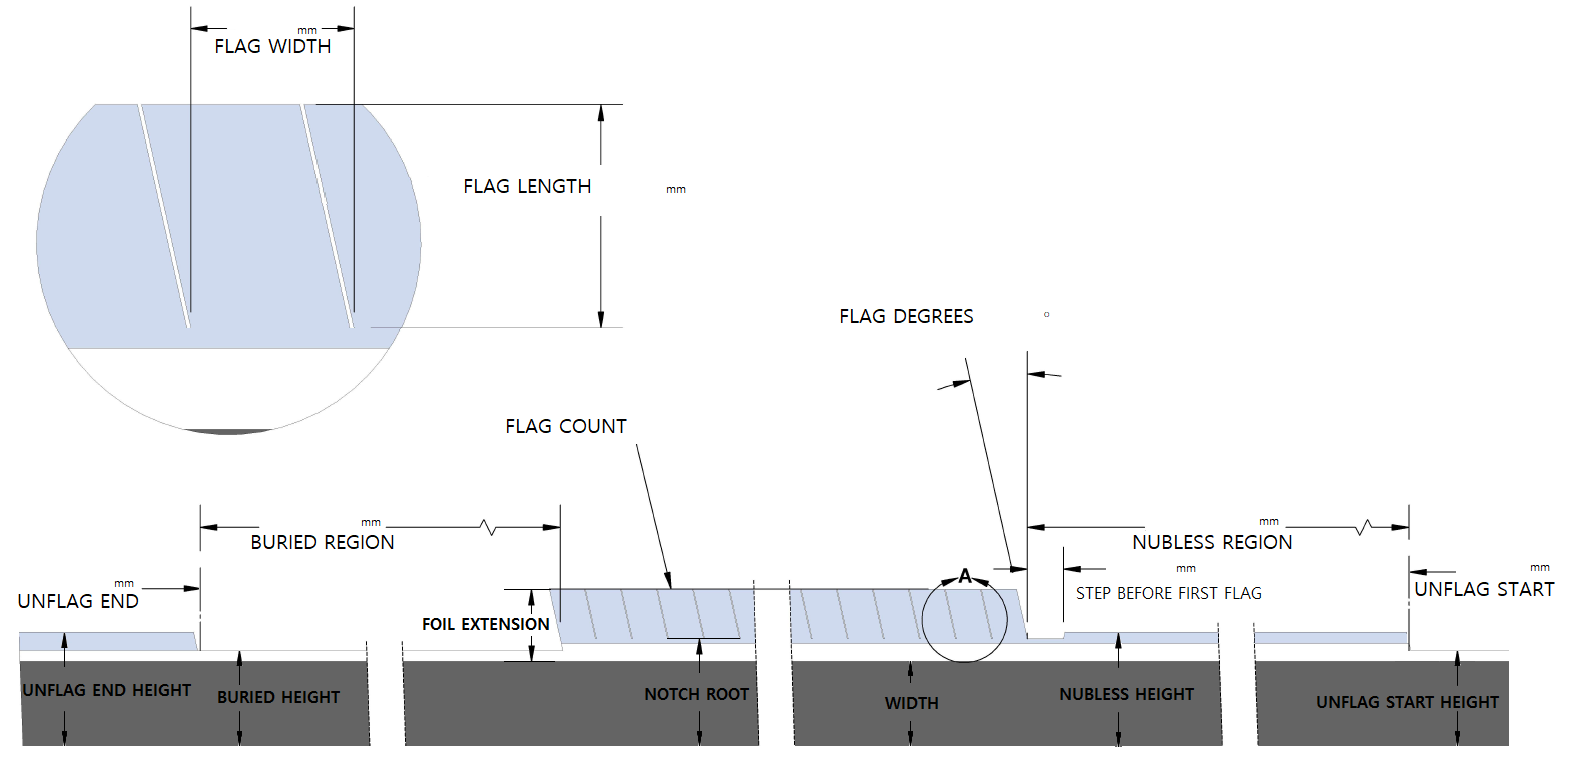 mm
FLAG WIDTH
FLAG LENGTH
mm
FLAG DEGREES
°
FLAG COUNT
mm
BURIED REGION
mm
NUBLESS REGION
mm
UNFLAG END
A
mm
STEP BEFORE FIRST FLAG
mm
UNFLAG START
FOIL EXTENSION
UNFLAG END HEIGHT
BURIED HEIGHT
NOTCH ROOT
WIDTH
NUBLESS HEIGHT
UNFLAG START HEIGHT